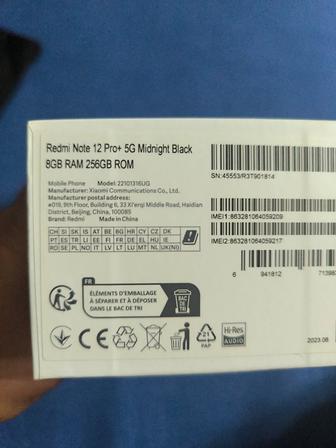 Redmi Note 12 Pro+ 5G Midnight Black
8GB RAM 256GB ROM
Mobile Phone Model: 22101316UG
Manufacturer: Xiaomi Communications Co., Ltd.
Manufacturer postal address:
#019, 9th Floor, Building 6, 33 Xi'erqi Middle Road, Haidian
District, Beijing, China, 100085
Brand: Redmi Made in China
CH SI SK IS AT BE BG HR CY CZ DK
PT ES TR LI EE FI FR DE EL HU IE
RO SE PL NO IT LV LT LU MT NL UK(NI)
SN:45553/R3T901814
IMEI1:863281064059209
IMEI2:863281064059217
6 941812
2023.08
FR
ÉLÉMENTS D'EMBALLAGE
À SÉPARER ET À DÉPOSER
DANS LE BAC DE TRI
BAC
DE TRI
CE
21
PAP
Hi-Res
AUDIO